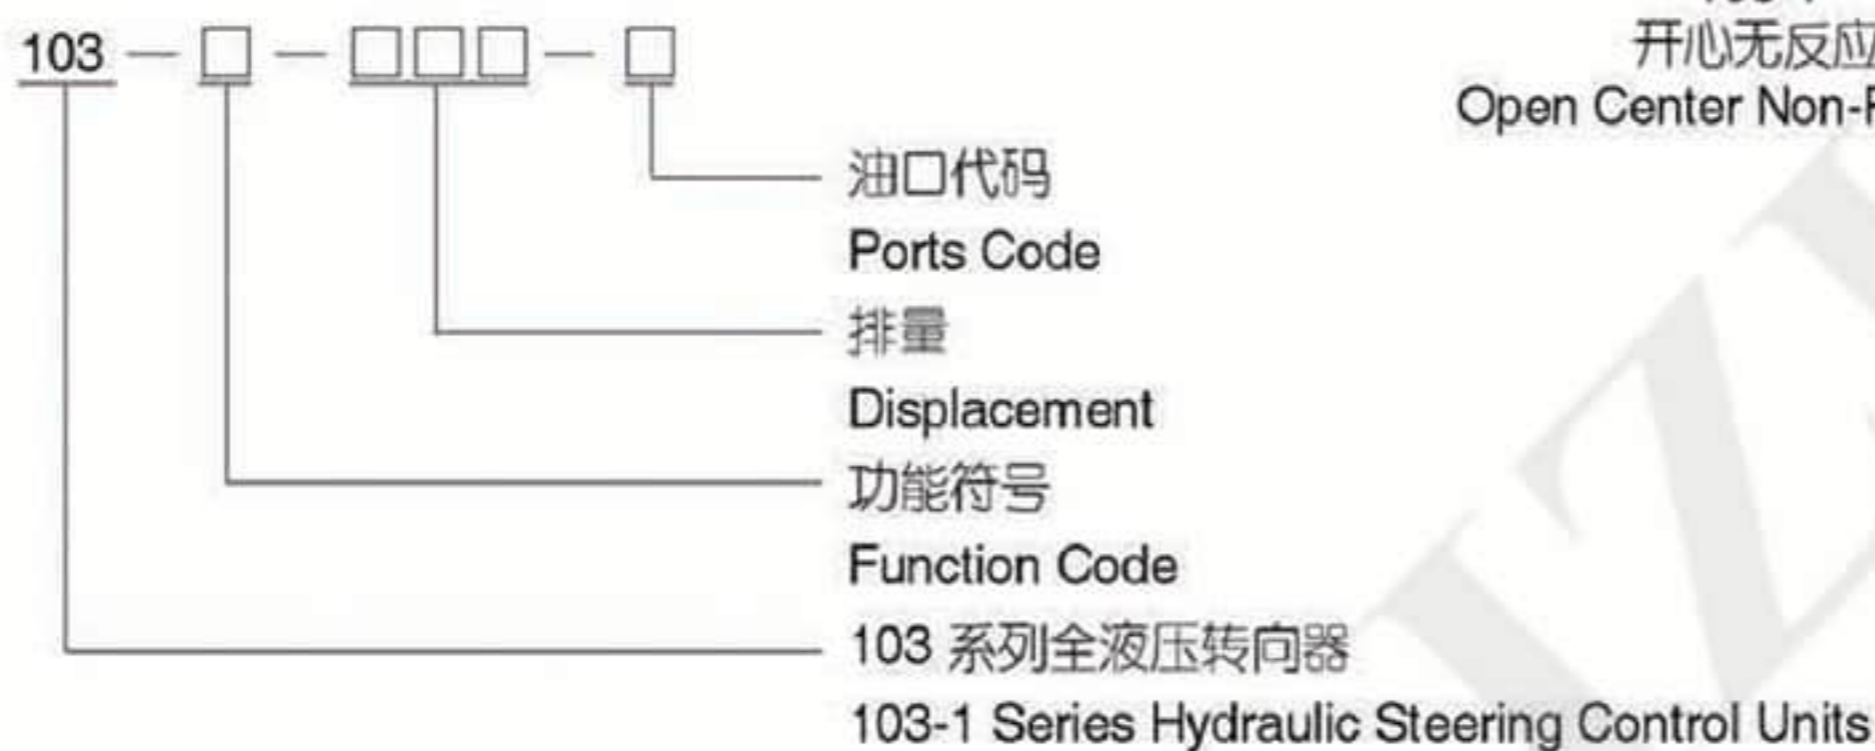 103 — □ — □□□ — □
开心无反应
Open Center Non-
油口代码
Ports Code
排量
Displacement
功能符号
Function Code
103 系列全液压转向器
103-1 Series Hydraulic Steering Control Units